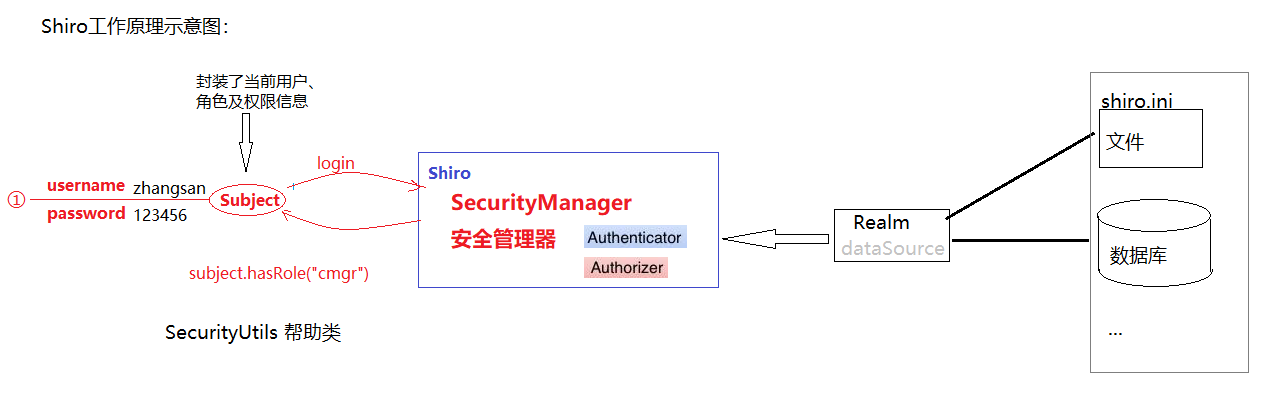 Shiro工作原理示意图：
封装了当前用户、
角色及权限信息
login
① username zhangsan
password 123456
Subject
subject.hasRole("cmgr")
SecurityUtils 帮助类
Shiro
SecurityManager
安全管理器
Authenticator
Authorizer
Realm
dataSource
shiro.ini
文件
数据库
...